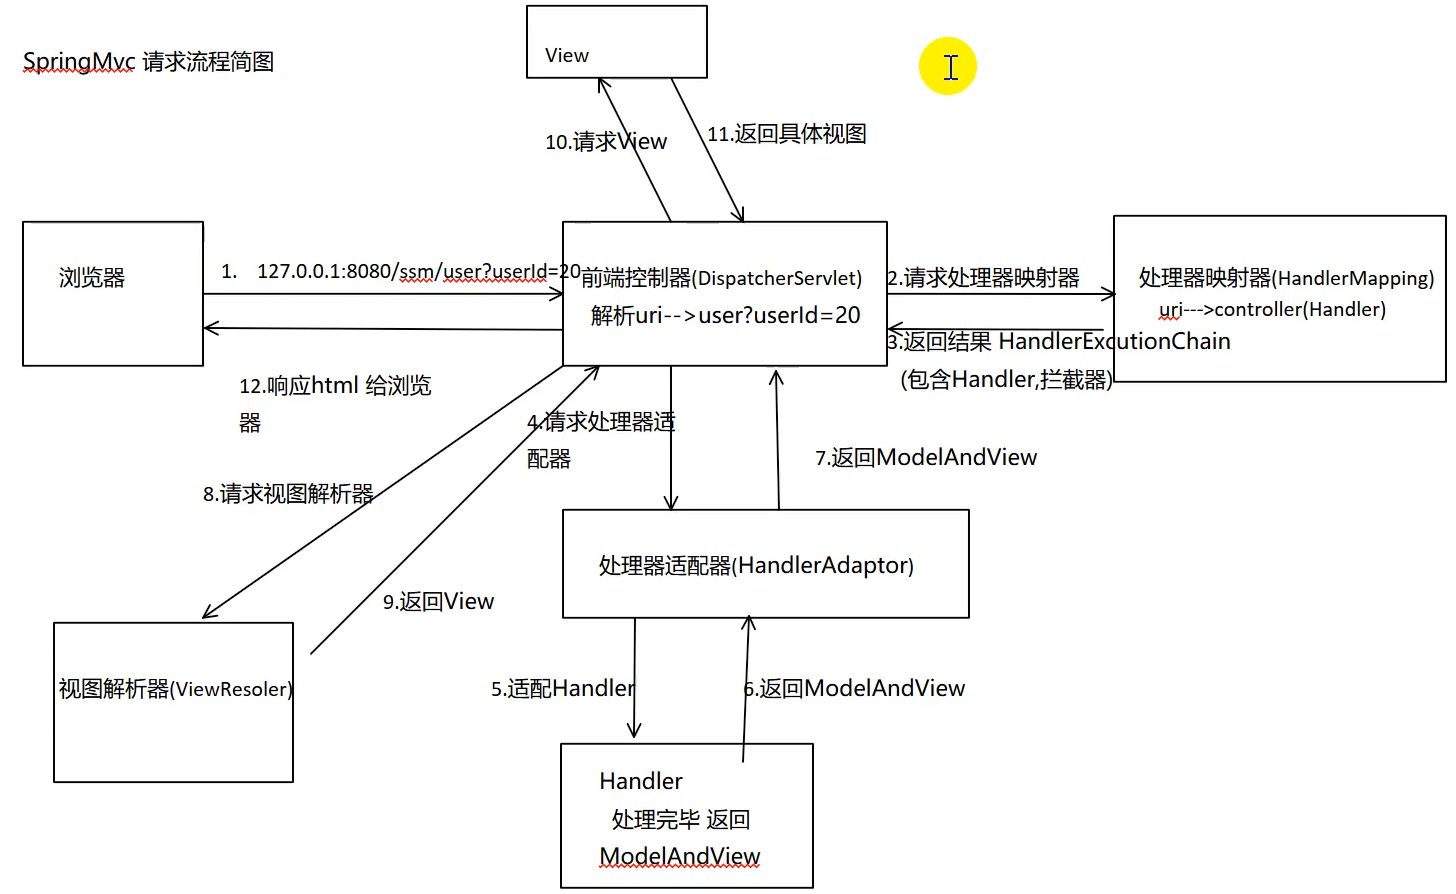 SpringMvc 请求流程简图
View
10.请求View
11.返回具体视图
浏览器
1. 127.0.0.1:8080/ssm/user?userId=20
前端控制器(DispatcherServlet)
解析uri-->user?userId=20
2.请求处理器映射器
处理器映射器(HandlerMapping)
uri--->controller(Handler)
3.返回结果 HandlerExcutionChain
(包含Handler,拦截器)
12.响应html 给浏览
器
4.请求处理器适
配器
7.返回ModelAndView
8.请求视图解析器
处理器适配器(HandlerAdaptor)
9.返回View
视图解析器(ViewResoler)
5.适配Handler
6.返回ModelAndView
Handler
处理完毕 返回
ModelAndView